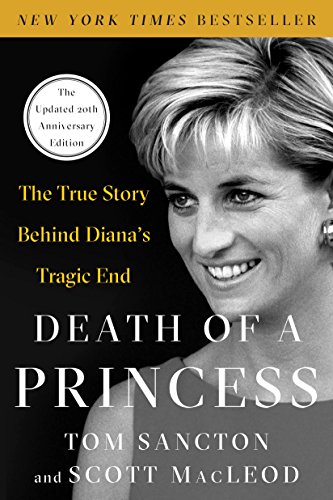 NEW YORK TIMES BESTSELLER
The
Updated 20th
Anniversary
Edition
The True Story
Behind Diana's
Tragic End
DEATH OF A
PRINCESS
TOM SANCTON
and SCOTT MACLEOD